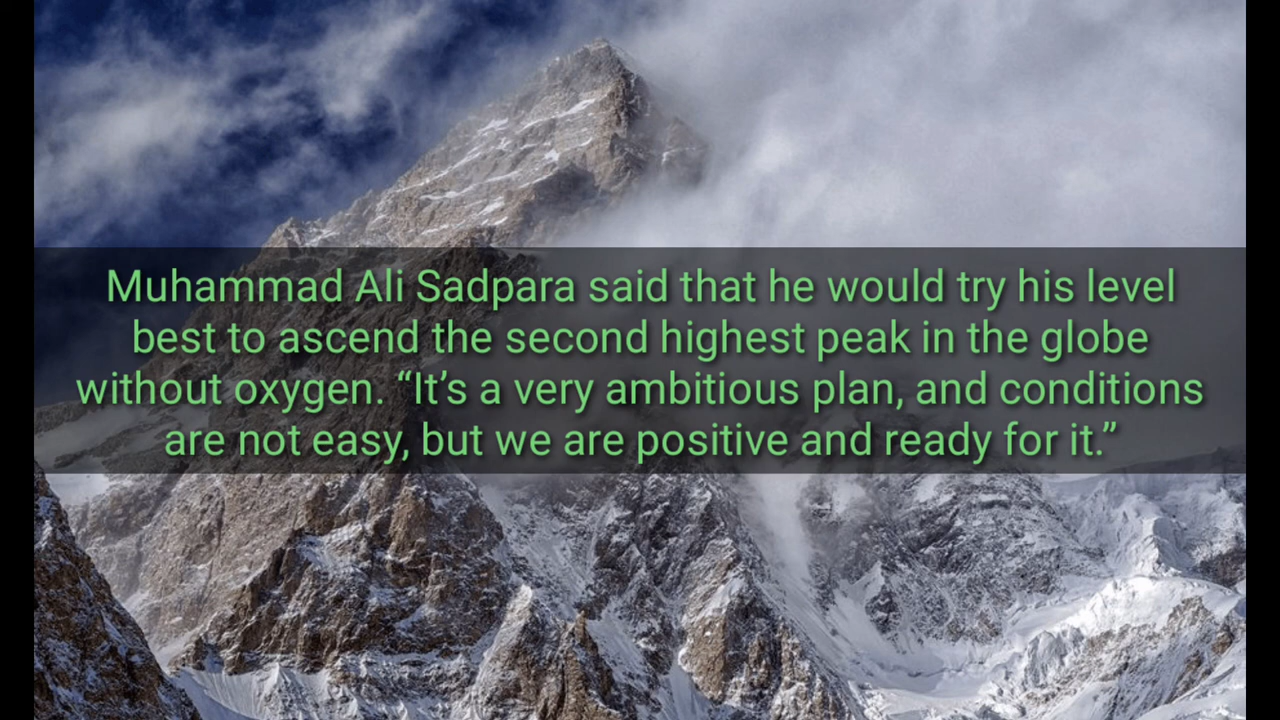 Muhammad Ali Sadpara said that he would try his level
best to ascend the second highest peak in the globe
without oxygen. “It’s a very ambitious plan, and conditions
are not easy, but we are positive and ready for it.”